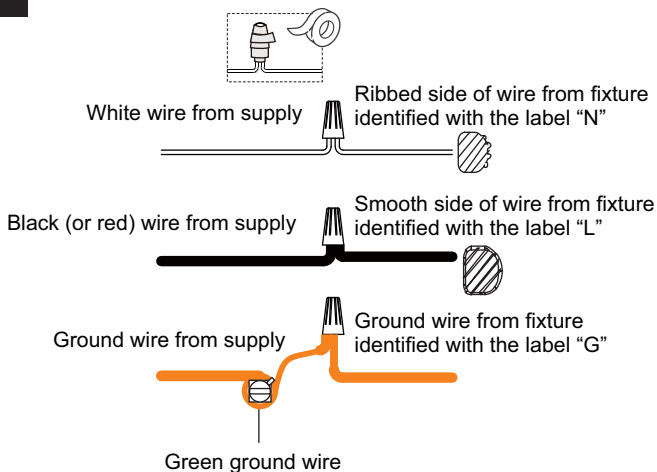 White wire from supply
Ribbed side of wire from fixture
identified with the label “N”
Black (or red) wire from supply
Smooth side of wire from fixture
identified with the label “L”
Ground wire from supply
Ground wire from fixture
identified with the label “G”
Green ground wire